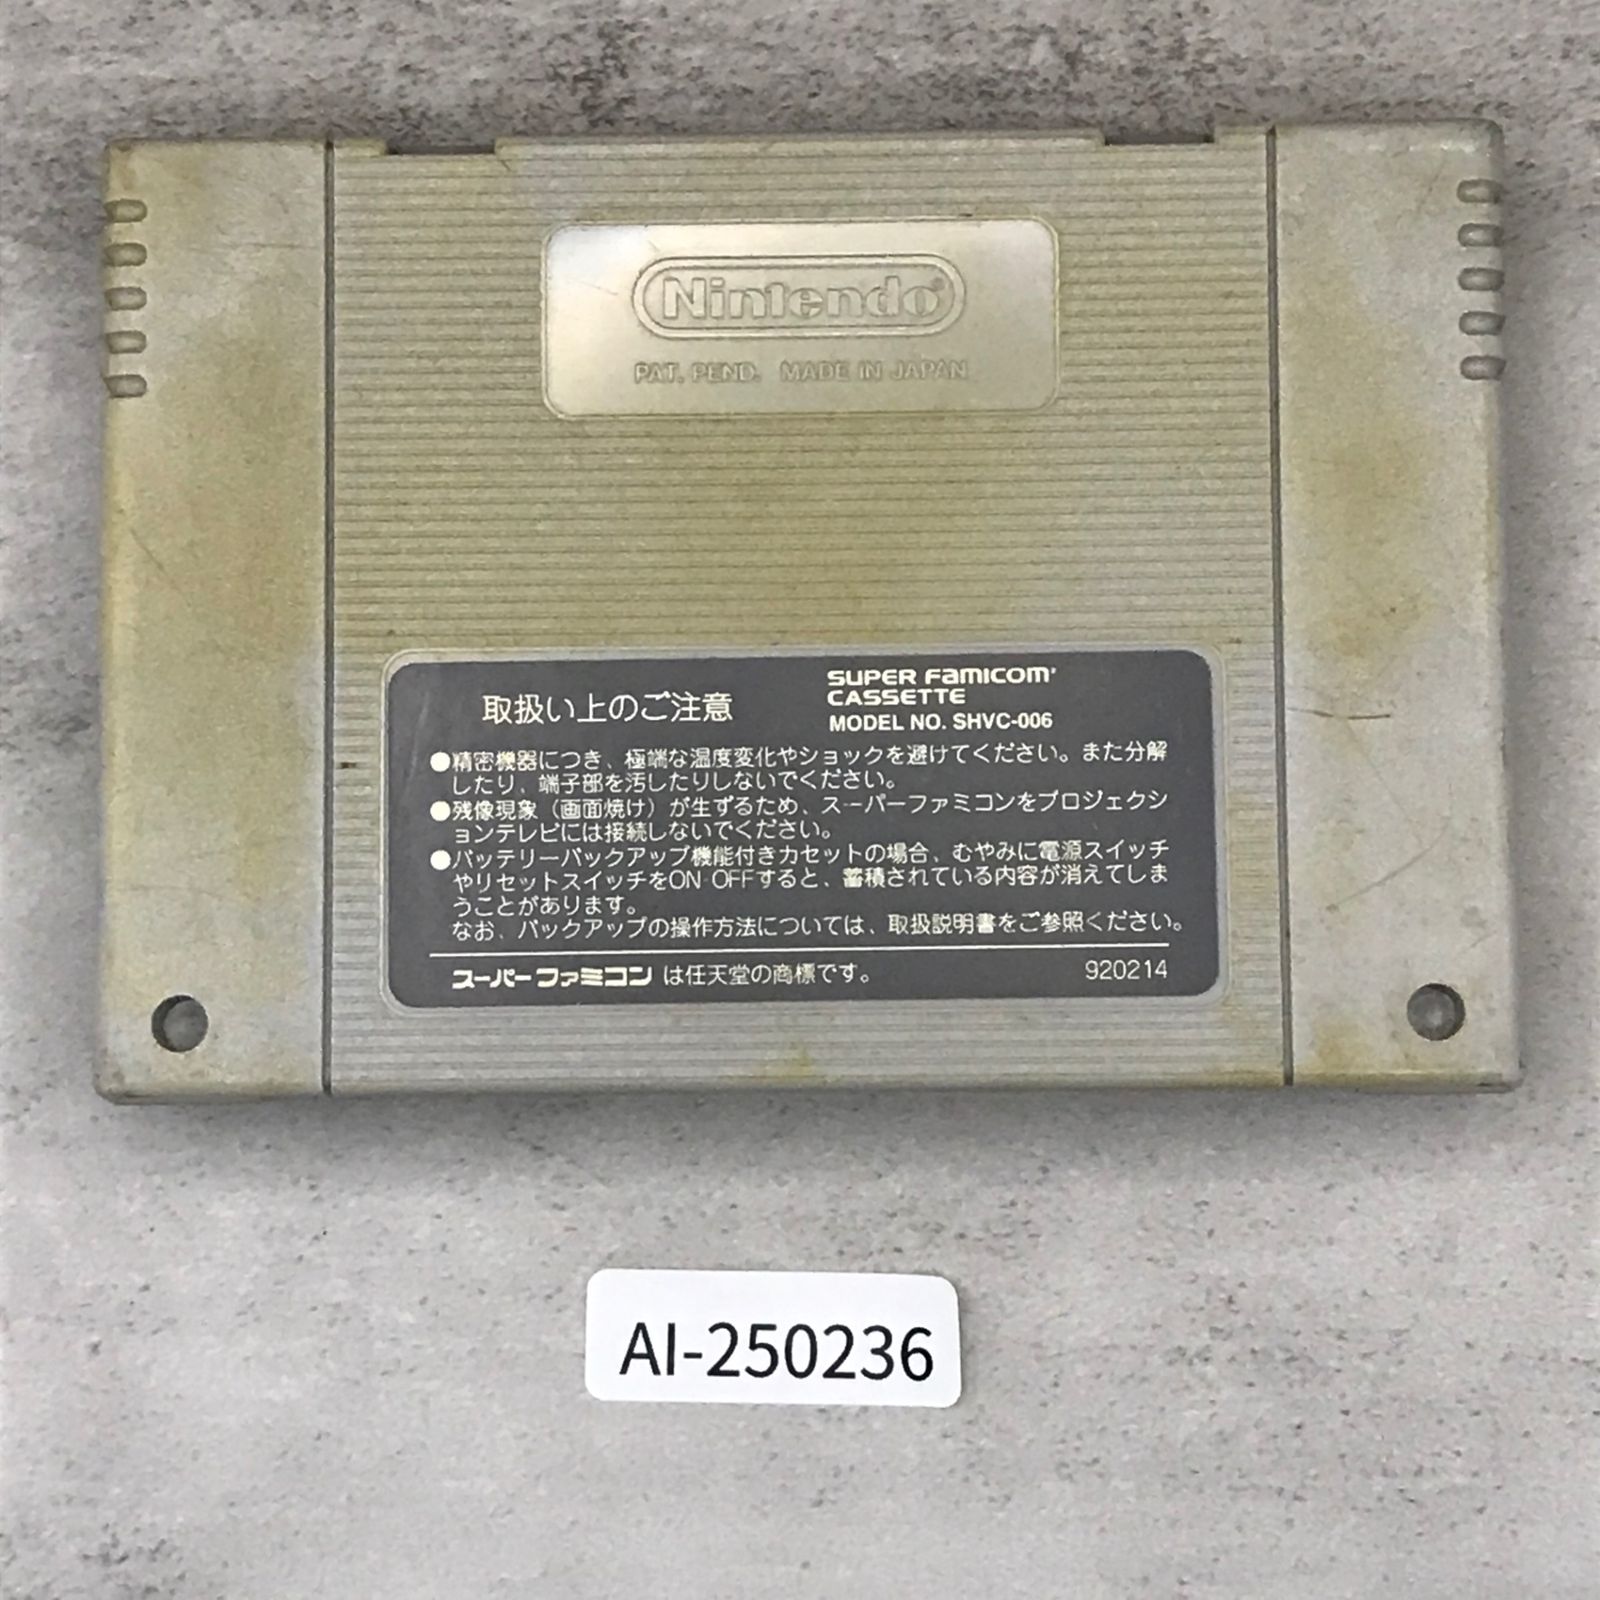 Nintendo®
PAT. PEND. MADE IN JAPAN
取扱い上のご注意
SUPER FAMICOM
CASSETTE
MODEL NO. SHVC-006
●精密機器につき、極端な温度変化やショックを避けてください。また分解
したり、端子部を汚したりしないでください。
●残像現象（画面焼け）が生ずるため、スーパーファミコンをプロジェクシ
ョンテレビには接続しないでください。
●バッテリーバックアップ機能付きカセットの場合、むやみに電源スイッチ
やリセットスイッチをON・OFFすると、蓄積されている内容が消えてしま
うことがあります。
なお、バックアップの操作方法については、取扱説明書をご参照ください。
スーパーファミコンは任天堂の商標です。
920214
AI-250236